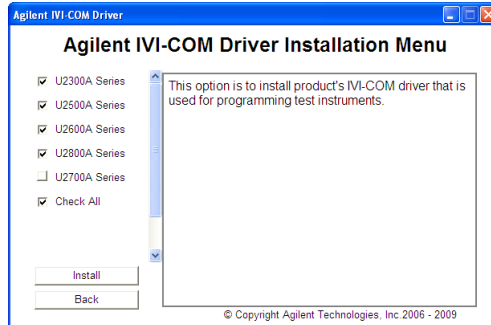 Agilent IVI-COM Driver
Agilent IVI-COM Driver Installation Menu
U2300A Series
U2500A Series
U2600A Series
U2800A Series
U2700A Series
Check All
This option is to install product's IVI-COM driver that is
used for programming test instruments.
Install
Back
© Copyright Agilent Technologies, Inc.2006 - 2009